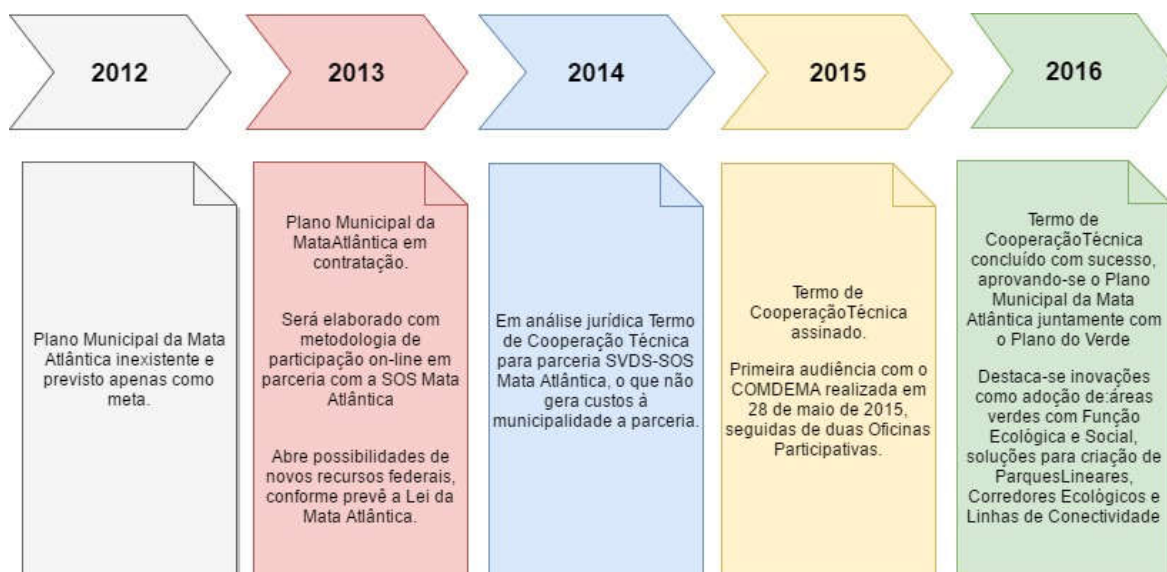 2012
2013
2014
2015
2016
Plano Municipal da Mata
Atlântica inexistente e
previsto apenas como
meta.
Plano Municipal da
MataAtlântica em
contratação.
Será elaborado com
metodologia de
participação on-line em
parceria com a SOS Mata
Atlântica
Abre possibilidades de
novos recursos federais,
conforme prevê a Lei da
Mata Atlântica.
Em análise jurídica Termo
de Cooperação Técnica
para parceria SVDS-SOS
Mata Atlântica, o que não
gera custos à
municipalidade a parceria.
Termo de
CooperaçãoTécnica
assinado.
Primeira audiência com o
COMDEMA realizada em
28 de maio de 2015,
seguidas de duas Oficinas
Participativas.
Termo de
CooperaçãoTécnica
concluído com sucesso,
aprovando-se o Plano
Municipal da Mata
Atlântica juntamente com
o Plano do Verde
Destaca-se inovações
como adoção de:áreas
verdes com Função
Ecológica e Social,
soluções para criação de
ParquesLineares,
Corredores Ecológicos e
Linhas de Conectividade